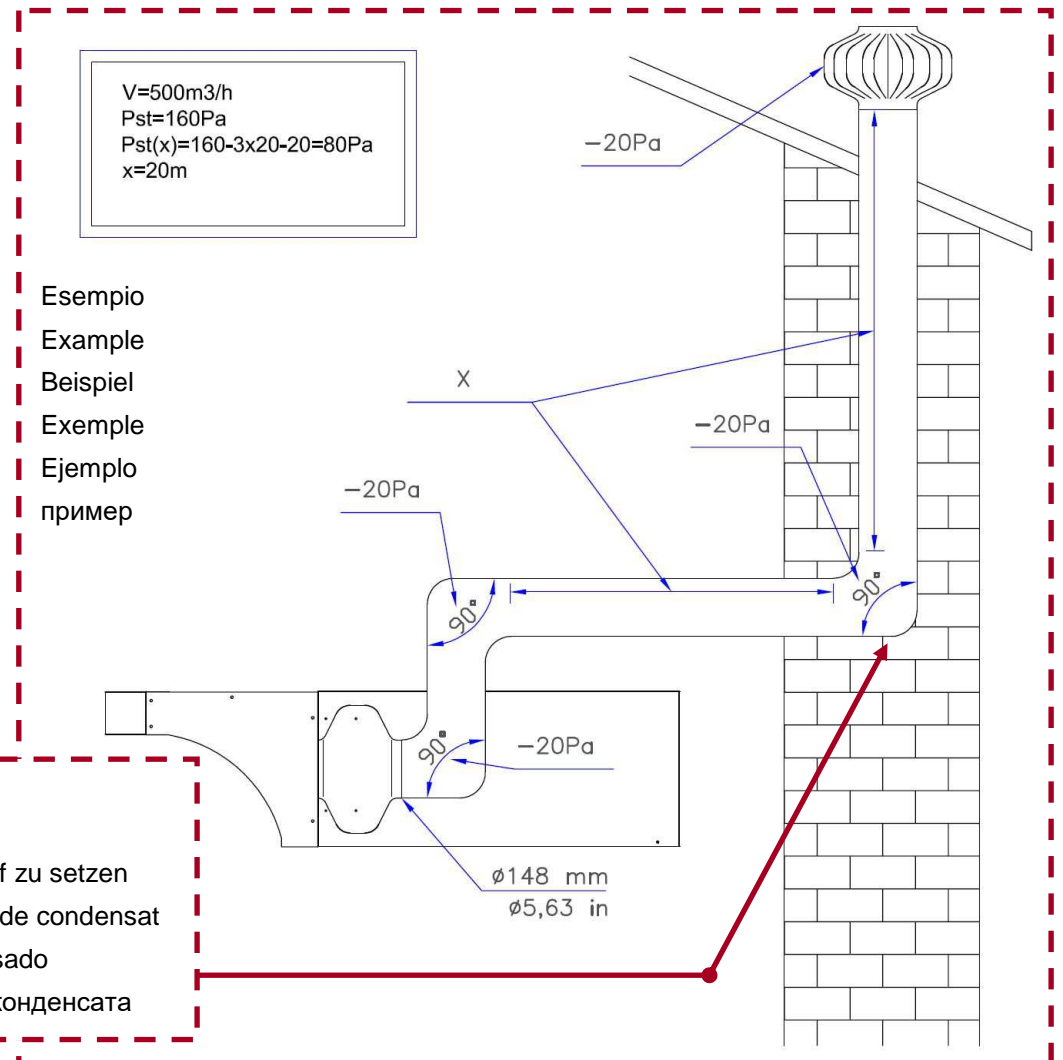 V=500m3/h
Pst=160Pa
Pst(x)=160-3x20-20=80Pa
x=20m
−20Pa
Esempio
Example
Beispiel
Exemple
Ejemplo
пример
X
−20Pa
−20Pa
90°
90°
90°
−20Pa
ø148 mm
ø5,63 in
zu setzen
de condensat
конденсата